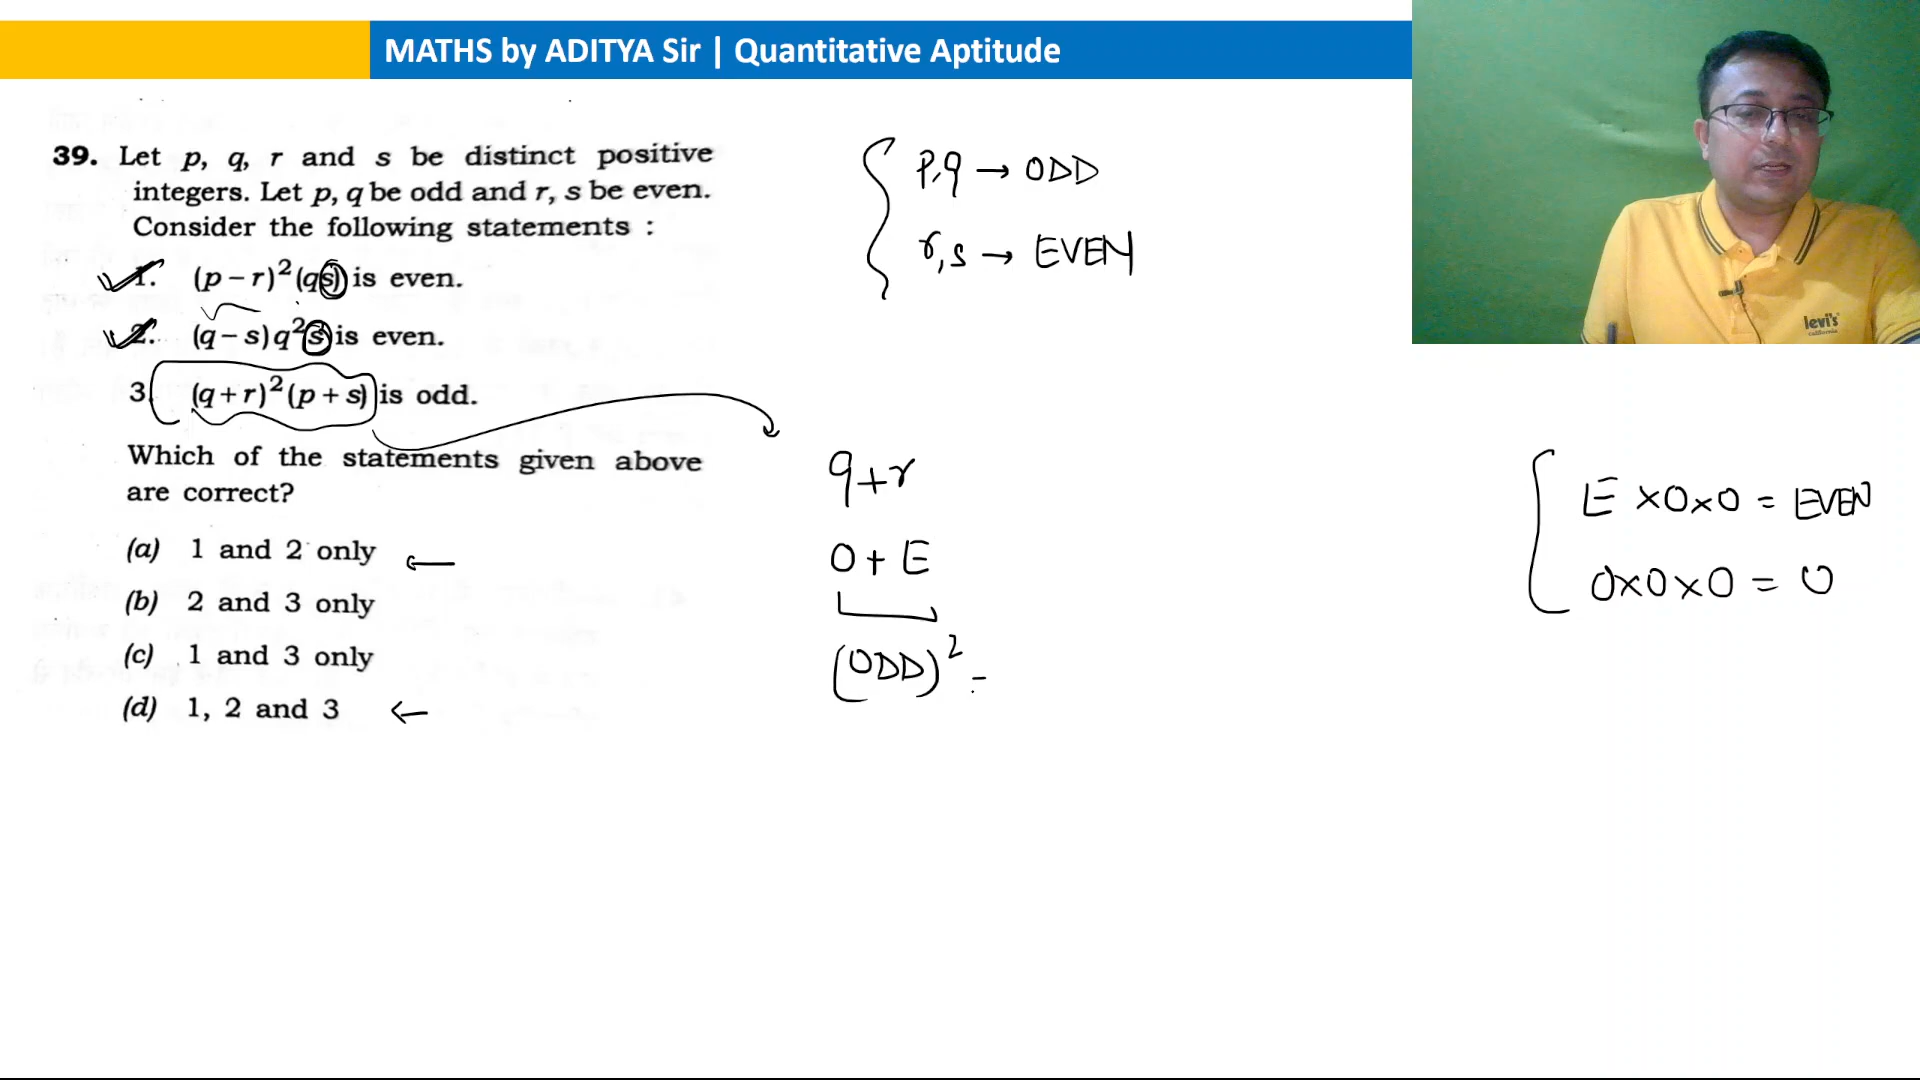 MATHS by ADITYA Sir | Quantitative Aptitude
39. Let p, q, r and s be distinct positive
integers. Let p, q be odd and r, s be even.
Consider the following statements :
1. (p – r)² (qs) is even.
2. (q – s) q² s is even.
3. (q + r)² (p + s) is odd.
Which of the statements given above
are correct?
(a) 1 and 2 only
(b) 2 and 3 only
(c) 1 and 3 only
(d) 1, 2 and 3
p,q → ODD
r,s → EVEN
q+r
O + E
(ODD)² =
E × O × O = EVEN
O × O × O = O
levi's